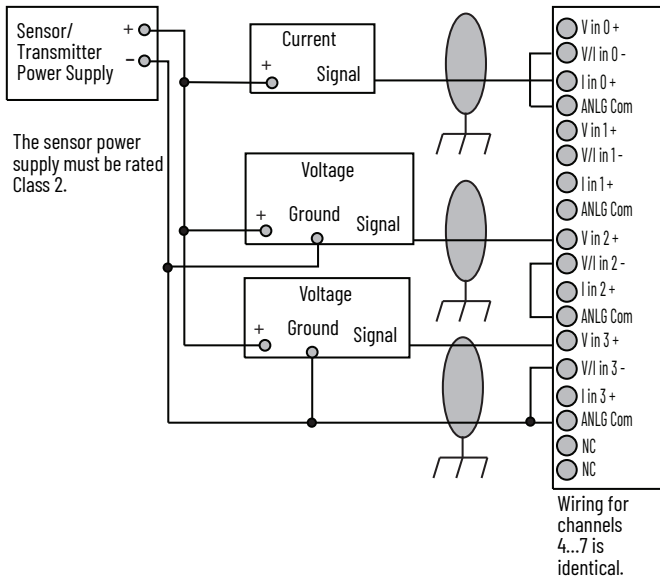 Sensor/
Transmitter
Power Supply
+
-
The sensor power
supply must be rated
Class 2.
Current
+
Signal
Voltage
+
Ground
Signal
Voltage
+
Ground
Signal
V in 0 +
V/I in 0 -
I in 0 +
ANLG Com
V in 1 +
V/I in 1 -
I in 1 +
ANLG Com
V in 2 +
V/I in 2 -
I in 2 +
ANLG Com
V in 3 +
V/I in 3 -
I in 3 +
ANLG Com
NC
NC
Wiring for
channels
4...7 is
identical.